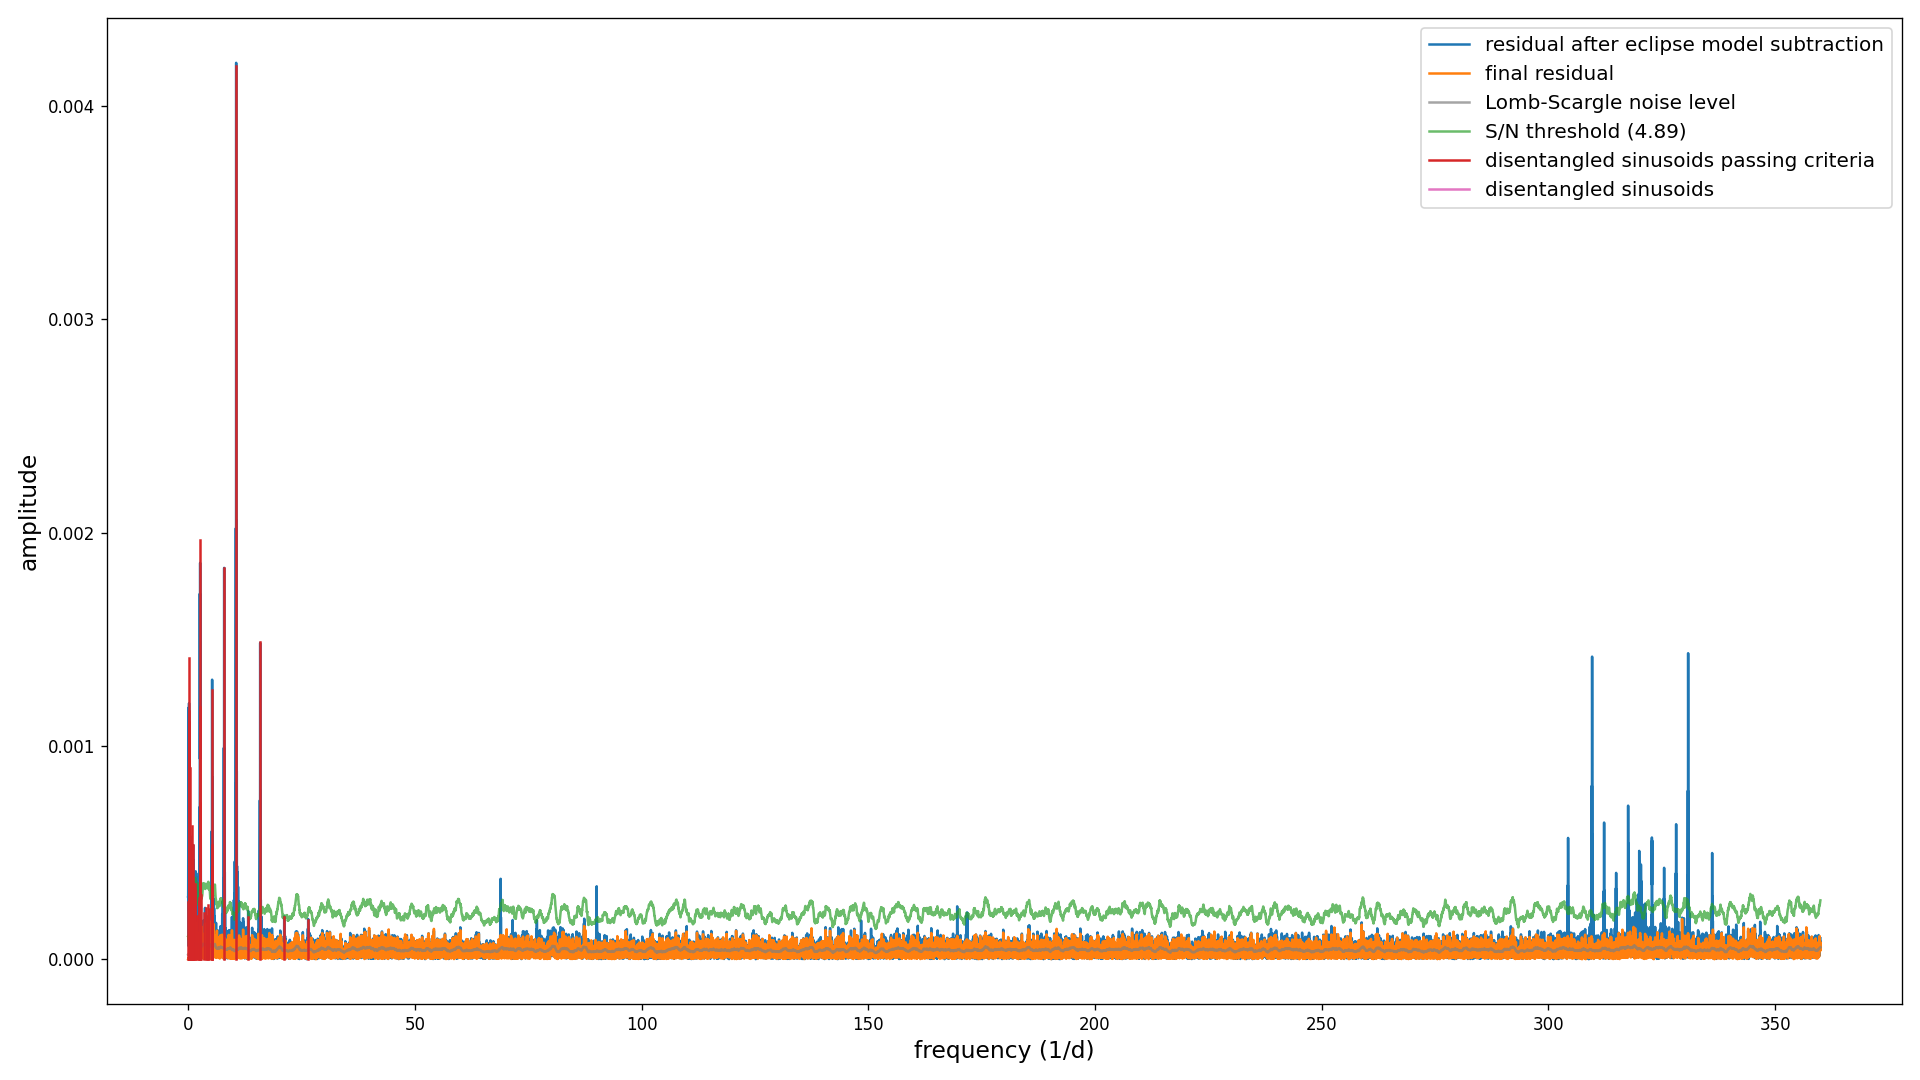 residual after eclipse model subtraction
final residual
Lomb-Scargle noise level
S/N threshold (4.89)
disentangled sinusoids passing criteria
disentangled sinusoids
amplitude
0.004
0.003
0.002
0.001
0.000
0 50 100 150 200 250 300 350
frequency (1/d)